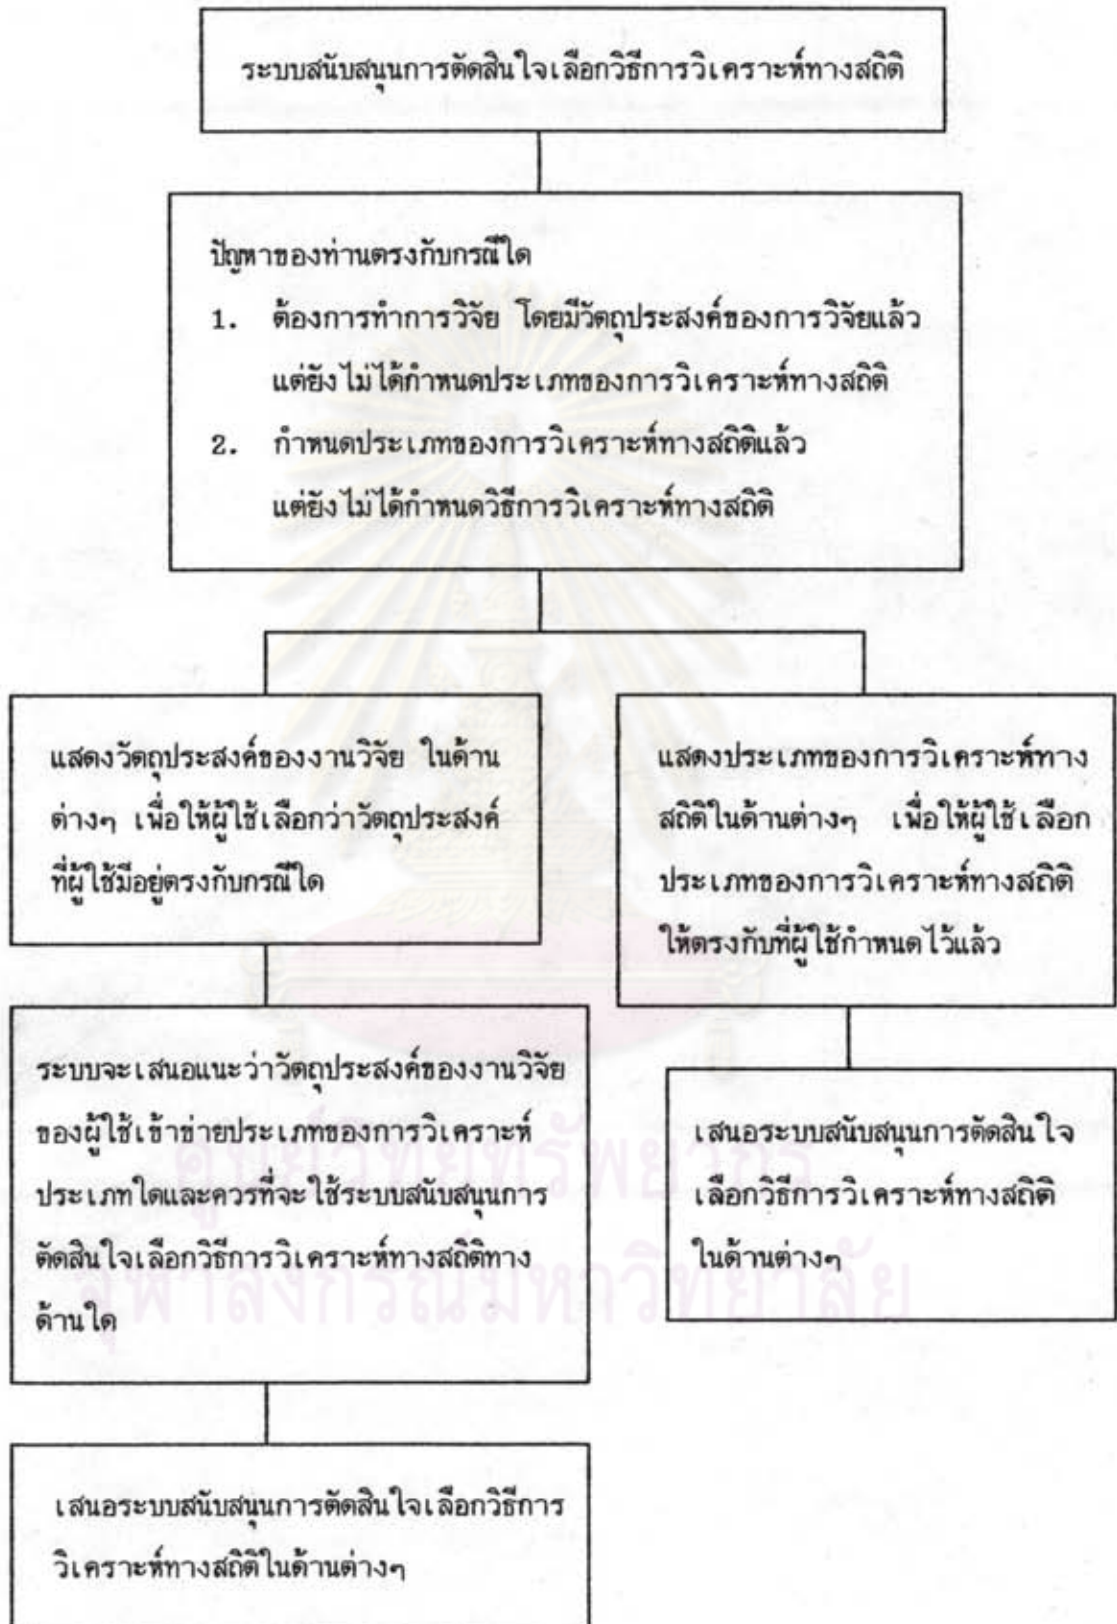 ระบบสนับสนุนการตัดสินใจเลือกวิธีการวิเคราะห์ทางสถิติ
ปัญหาของท่านตรงกับกรณีใด
1. ต้องการทำการวิจัย โดยมีวัตถุประสงค์ของการวิจัยแล้ว
แต่ยังไม่ได้กำหนดประเภทของการวิเคราะห์ทางสถิติ
2. กำหนดประเภทของการวิเคราะห์ทางสถิติแล้ว
แต่ยังไม่ได้กำหนดวิธีการวิเคราะห์ทางสถิติ
แสดงวัตถุประสงค์ของงานวิจัย ในด้าน
ต่างๆ เพื่อให้ผู้ใช้เลือกว่าวัตถุประสงค์
ที่ผู้ใช้มีอยู่ตรงกับกรณีใด
แสดงประเภทของการวิเคราะห์ทาง
สถิติในด้านต่างๆ เพื่อให้ผู้ใช้เลือก
ประเภทของการวิเคราะห์ทางสถิติ
ให้ตรงกับที่ผู้ใช้กำหนดไว้แล้ว
ระบบจะเสนอแนะว่าวัตถุประสงค์ของงานวิจัย
ของผู้ใช้เข้าข่ายประเภทของการวิเคราะห์
ประเภทใดและควรที่จะใช้ระบบสนับสนุนการ
ตัดสินใจเลือกวิธีการวิเคราะห์ทางสถิติทาง
ด้านใด
เสนอระบบสนับสนุนการตัดสินใจ
เลือกวิธีการวิเคราะห์ทางสถิติ
ในด้านต่างๆ
เสนอระบบสนับสนุนการตัดสินใจเลือกวิธีการ
วิเคราะห์ทางสถิติในด้านต่างๆ
ศูนย์วิทยทรัพยากร
จุฬาลงกรณ์มหาวิทยาลัย